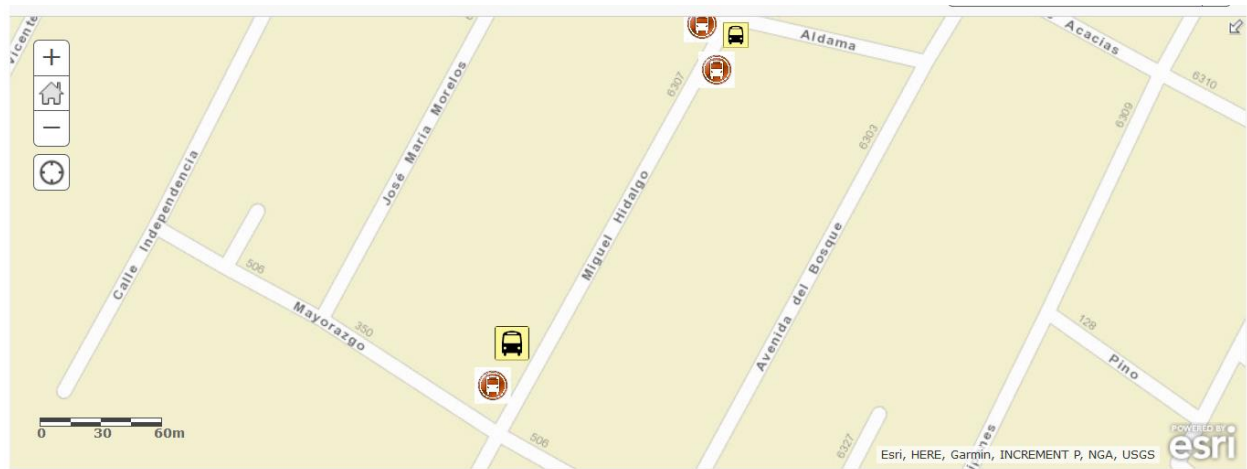 Vicente
Aldama
Acacias
6310
6307
6309
6303
José María Morelos
Calle Independencia
Miguel Hidalgo
Avenida del Bosque
506
Mayorazgo
350
128
Pino
506
6327
0 30 60m
Esri, HERE, Garmin, INCREMENT P, NGA, USGS
POWERED BY
esri